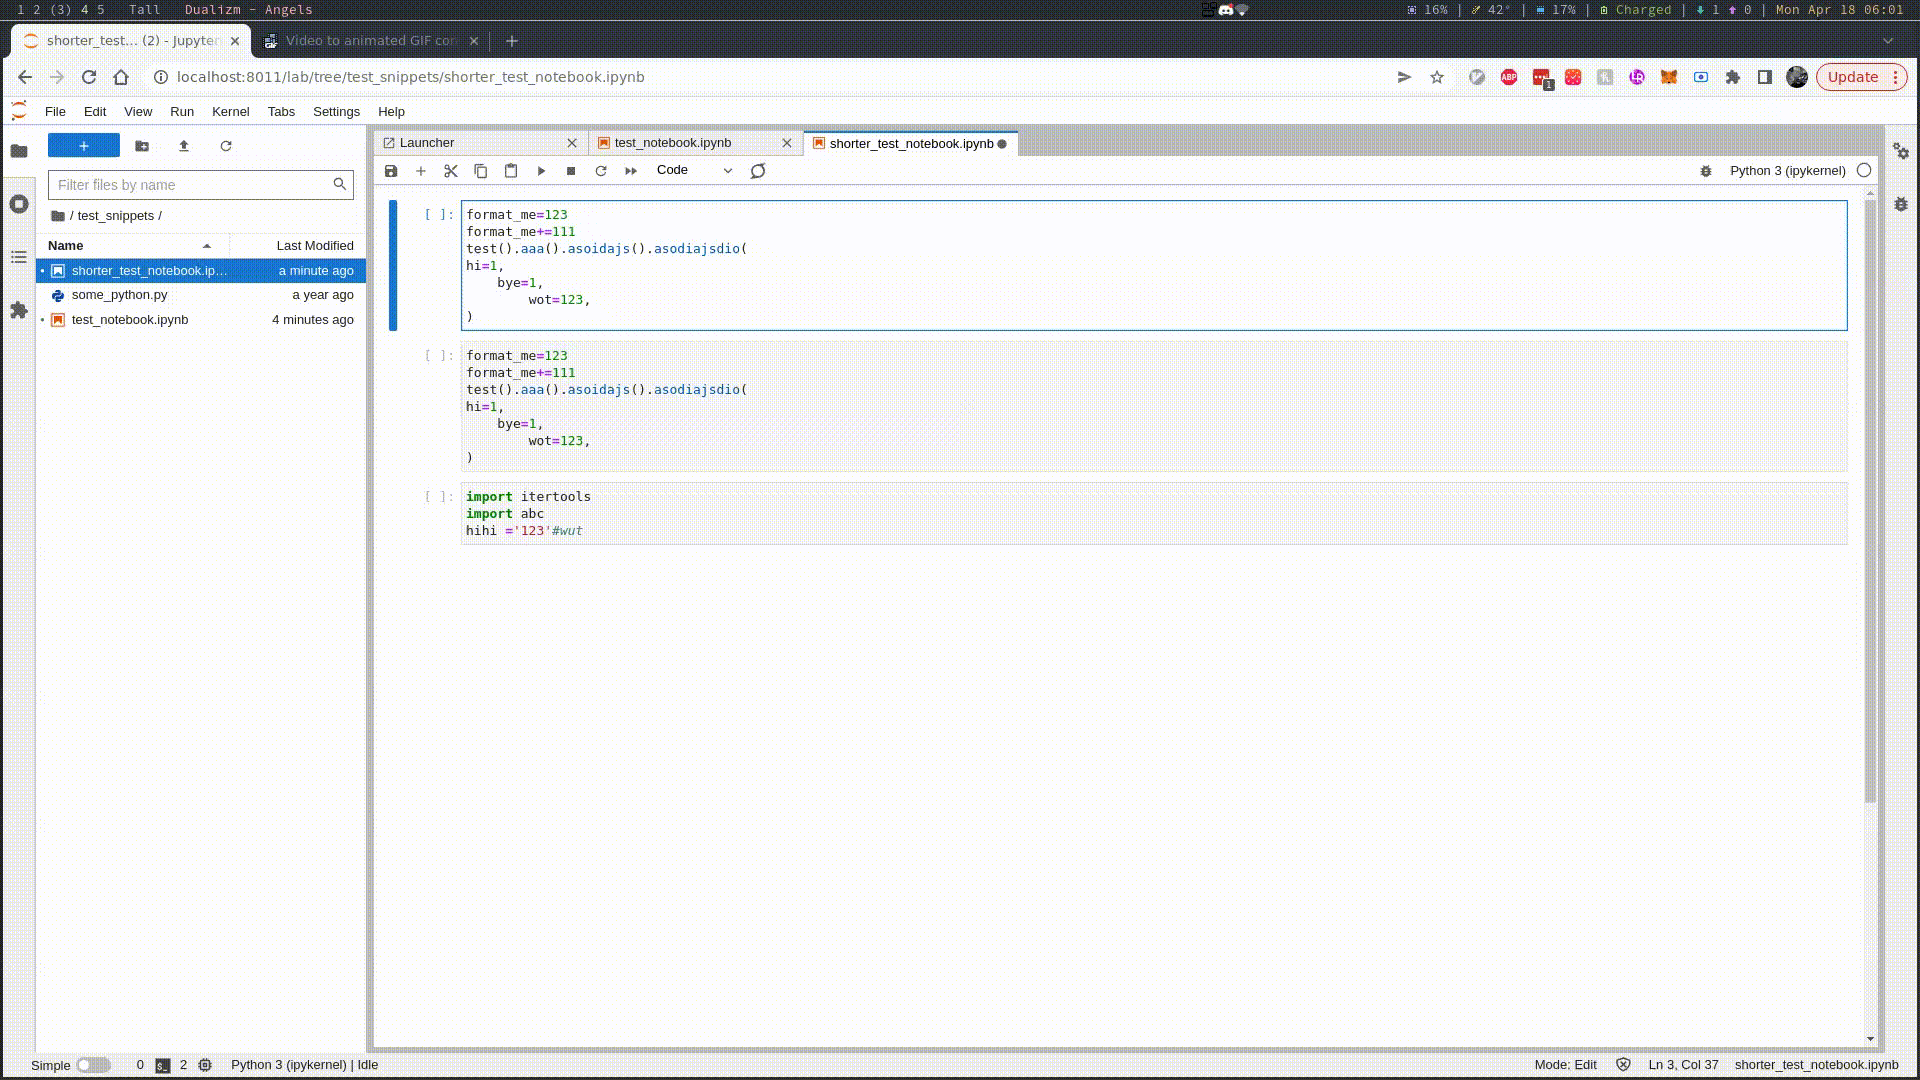 1 2 (3) 4 5 Tall Dualizm - Angels 16% | 42° | 17% | Charged | 1 0 | Mon Apr 18 06:01
shorter_test... (2) - Jupyter Video to animated GIF con
localhost:8011/lab/tree/test_snippets/shorter_test_notebook.ipynb ABP 1 Update
File Edit View Run Kernel Tabs Settings Help
+ Launcher test_notebook.ipynb shorter_test_notebook.ipynb
Code Python 3 (ipykernel)
Filter files by name
/ test_snippets /
Name Last Modified
shorter_test_notebook.ip... a minute ago
some_python.py a year ago
test_notebook.ipynb 4 minutes ago
[ ]: format_me=123
format_me+=111
test().aaa().asoidajs().asodiajsdio(
hi=1,
bye=1,
wot=123,
)
[ ]: format_me=123
format_me+=111
test().aaa().asoidajs().asodiajsdio(
hi=1,
bye=1,
wot=123,
)
[ ]: import itertools
import abc
hihi ='123'#wut
Simple 0 2 Python 3 (ipykernel) | Idle Mode: Edit Ln 3, Col 37 shorter_test_notebook.ipynb